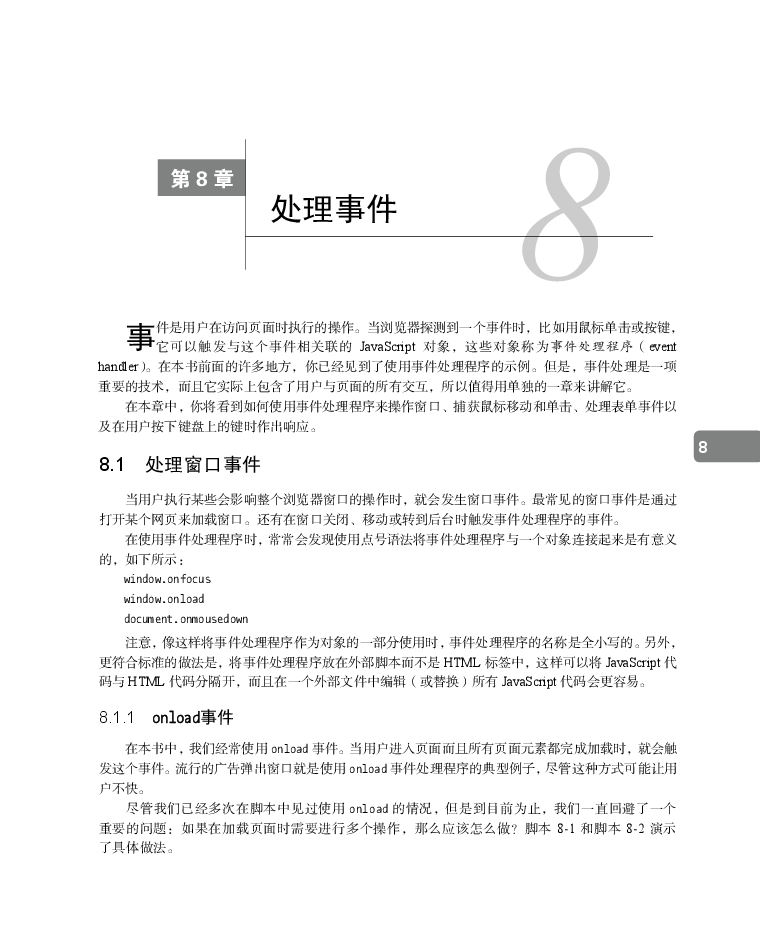 第 8 章
8
处理事件
事件是用户在访问页面时执行的操作。当浏览器探测到一个事件时，比如用鼠标单击或按键，
它可以触发与这个事件相关联的 JavaScript 对象，这些对象称为事件处理程序（event
handler）。在本书前面的许多地方，你已经见到了使用事件处理程序的示例。但是，事件处理是一项
重要的技术，而且它实际上包含了用户与页面的所有交互，所以值得用单独的一章来讲解它。
在本章中，你将看到如何使用事件处理程序来操作窗口、捕获鼠标移动和单击、处理表单事件以
及在用户按下键盘上的键时作出响应。
8
8.1 处理窗口事件
当用户执行某些会影响整个浏览器窗口的操作时，就会发生窗口事件。最常见的窗口事件是通过
打开某个网页来加载窗口。还有在窗口关闭、移动或转到后台时触发事件处理程序的事件。
在使用事件处理程序时，常常会发现使用点号语法将事件处理程序与一个对象连接起来是有意义
的，如下所示：
window.onfocus
window.onload
document.onmousedown
注意，像这样将事件处理程序作为对象的一部分使用时，事件处理程序的名称是全小写的。另外，
更符合标准的做法是，将事件处理程序放在外部脚本而不是 HTML 标签中，这样可以将 JavaScript 代
码与 HTML 代码分隔开，而且在一个外部文件中编辑（或替换）所有 JavaScript 代码会更容易。
8.1.1 onload事件
在本书中，我们经常使用 onload 事件。当用户进入页面而且所有页面元素都完成加载时，就会触
发这个事件。流行的广告弹出窗口就是使用 onload 事件处理程序的典型例子，尽管这种方式可能让用
户不快。
尽管我们已经多次在脚本中见过使用 onload 的情况，但是到目前为止，我们一直回避了一个
重要的问题：如果在加载页面时需要进行多个操作，那么应该怎么做？脚本 8-1 和脚本 8-2 演示
了具体做法。